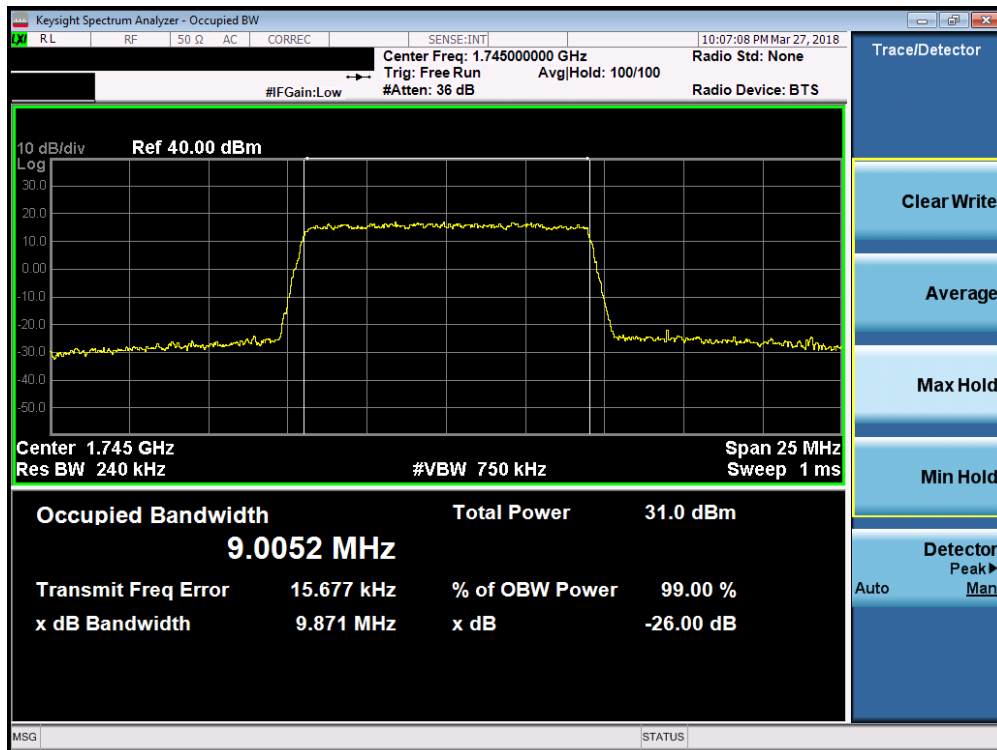 Keysight Spectrum Analyzer - Occupied BW
LXI RL RF 50 Ω AC CORREC SENSE:INT 10:07:08 PM Mar 27, 2018
Center Freq: 1.745000000 GHz Radio Std: None
Trig: Free Run Avg|Hold: 100/100
#IFGain:Low #Atten: 36 dB Radio Device: BTS
Trace/Detector
10 dB/div Ref 40.00 dBm
Log
30.0
20.0
10.0
0.00
-10.0
-20.0
-30.0
-40.0
-50.0
Center 1.745 GHz Span 25 MHz
Res BW 240 kHz #VBW 750 kHz Sweep 1 ms
Occupied Bandwidth Total Power 31.0 dBm
9.0052 MHz
Transmit Freq Error 15.677 kHz % of OBW Power 99.00 %
x dB Bandwidth 9.871 MHz x dB -26.00 dB
Clear Write
Average
Max Hold
Min Hold
Detector
Peak▶
Auto Man
MSG STATUS